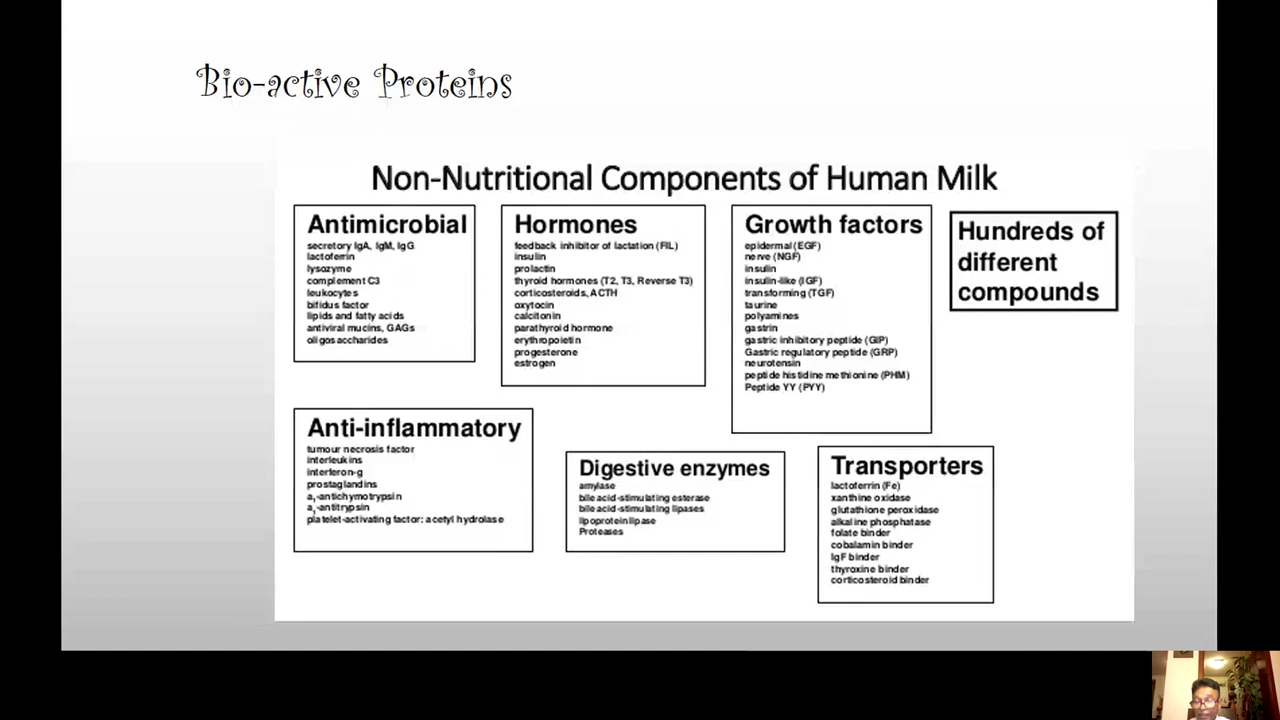 Bio-active Proteins
Non-Nutritional Components of Human Milk
Antimicrobial
secretory IgA, IgM, IgG
lactoferrin
lysozyme
complement C3
leukocytes
bifidus factor
lipids and fatty acids
antiviral mucins, GAGs
oligosaccharides
Hormones
feedback inhibitor of lactation (FIL)
insulin
prolactin
thyroid hormones (T2, T3, Reverse T3)
corticosteroids, ACTH
oxytocin
calcitonin
parathyroid hormone
erythropoietin
progesterone
estrogen
Growth factors
epidermal (EGF)
nerve (NGF)
insulin
insulin-like (IGF)
transforming (TGF)
taurine
polyamines
gastrin
gastric inhibitory peptide (GIP)
Gastric regulatory peptide (GRP)
neurotensin
peptide histidine methionine (PHM)
Peptide YY (PYY)
Hundreds of
different
compounds
Anti-inflammatory
tumour necrosis factor
interleukins
interferon-g
prostaglandins
a1-antichymotrypsin
a1-antitrypsin
platelet-activating factor: acetyl hydrolase
Digestive enzymes
amylase
bile acid-stimulating esterase
bile acid-stimulating lipases
lipoprotein lipase
Proteases
Transporters
lactoferrin (Fe)
xanthine oxidase
glutathione peroxidase
alkaline phosphatase
folate binder
cobalamin binder
IgF binder
thyroxine binder
corticosteroid binder